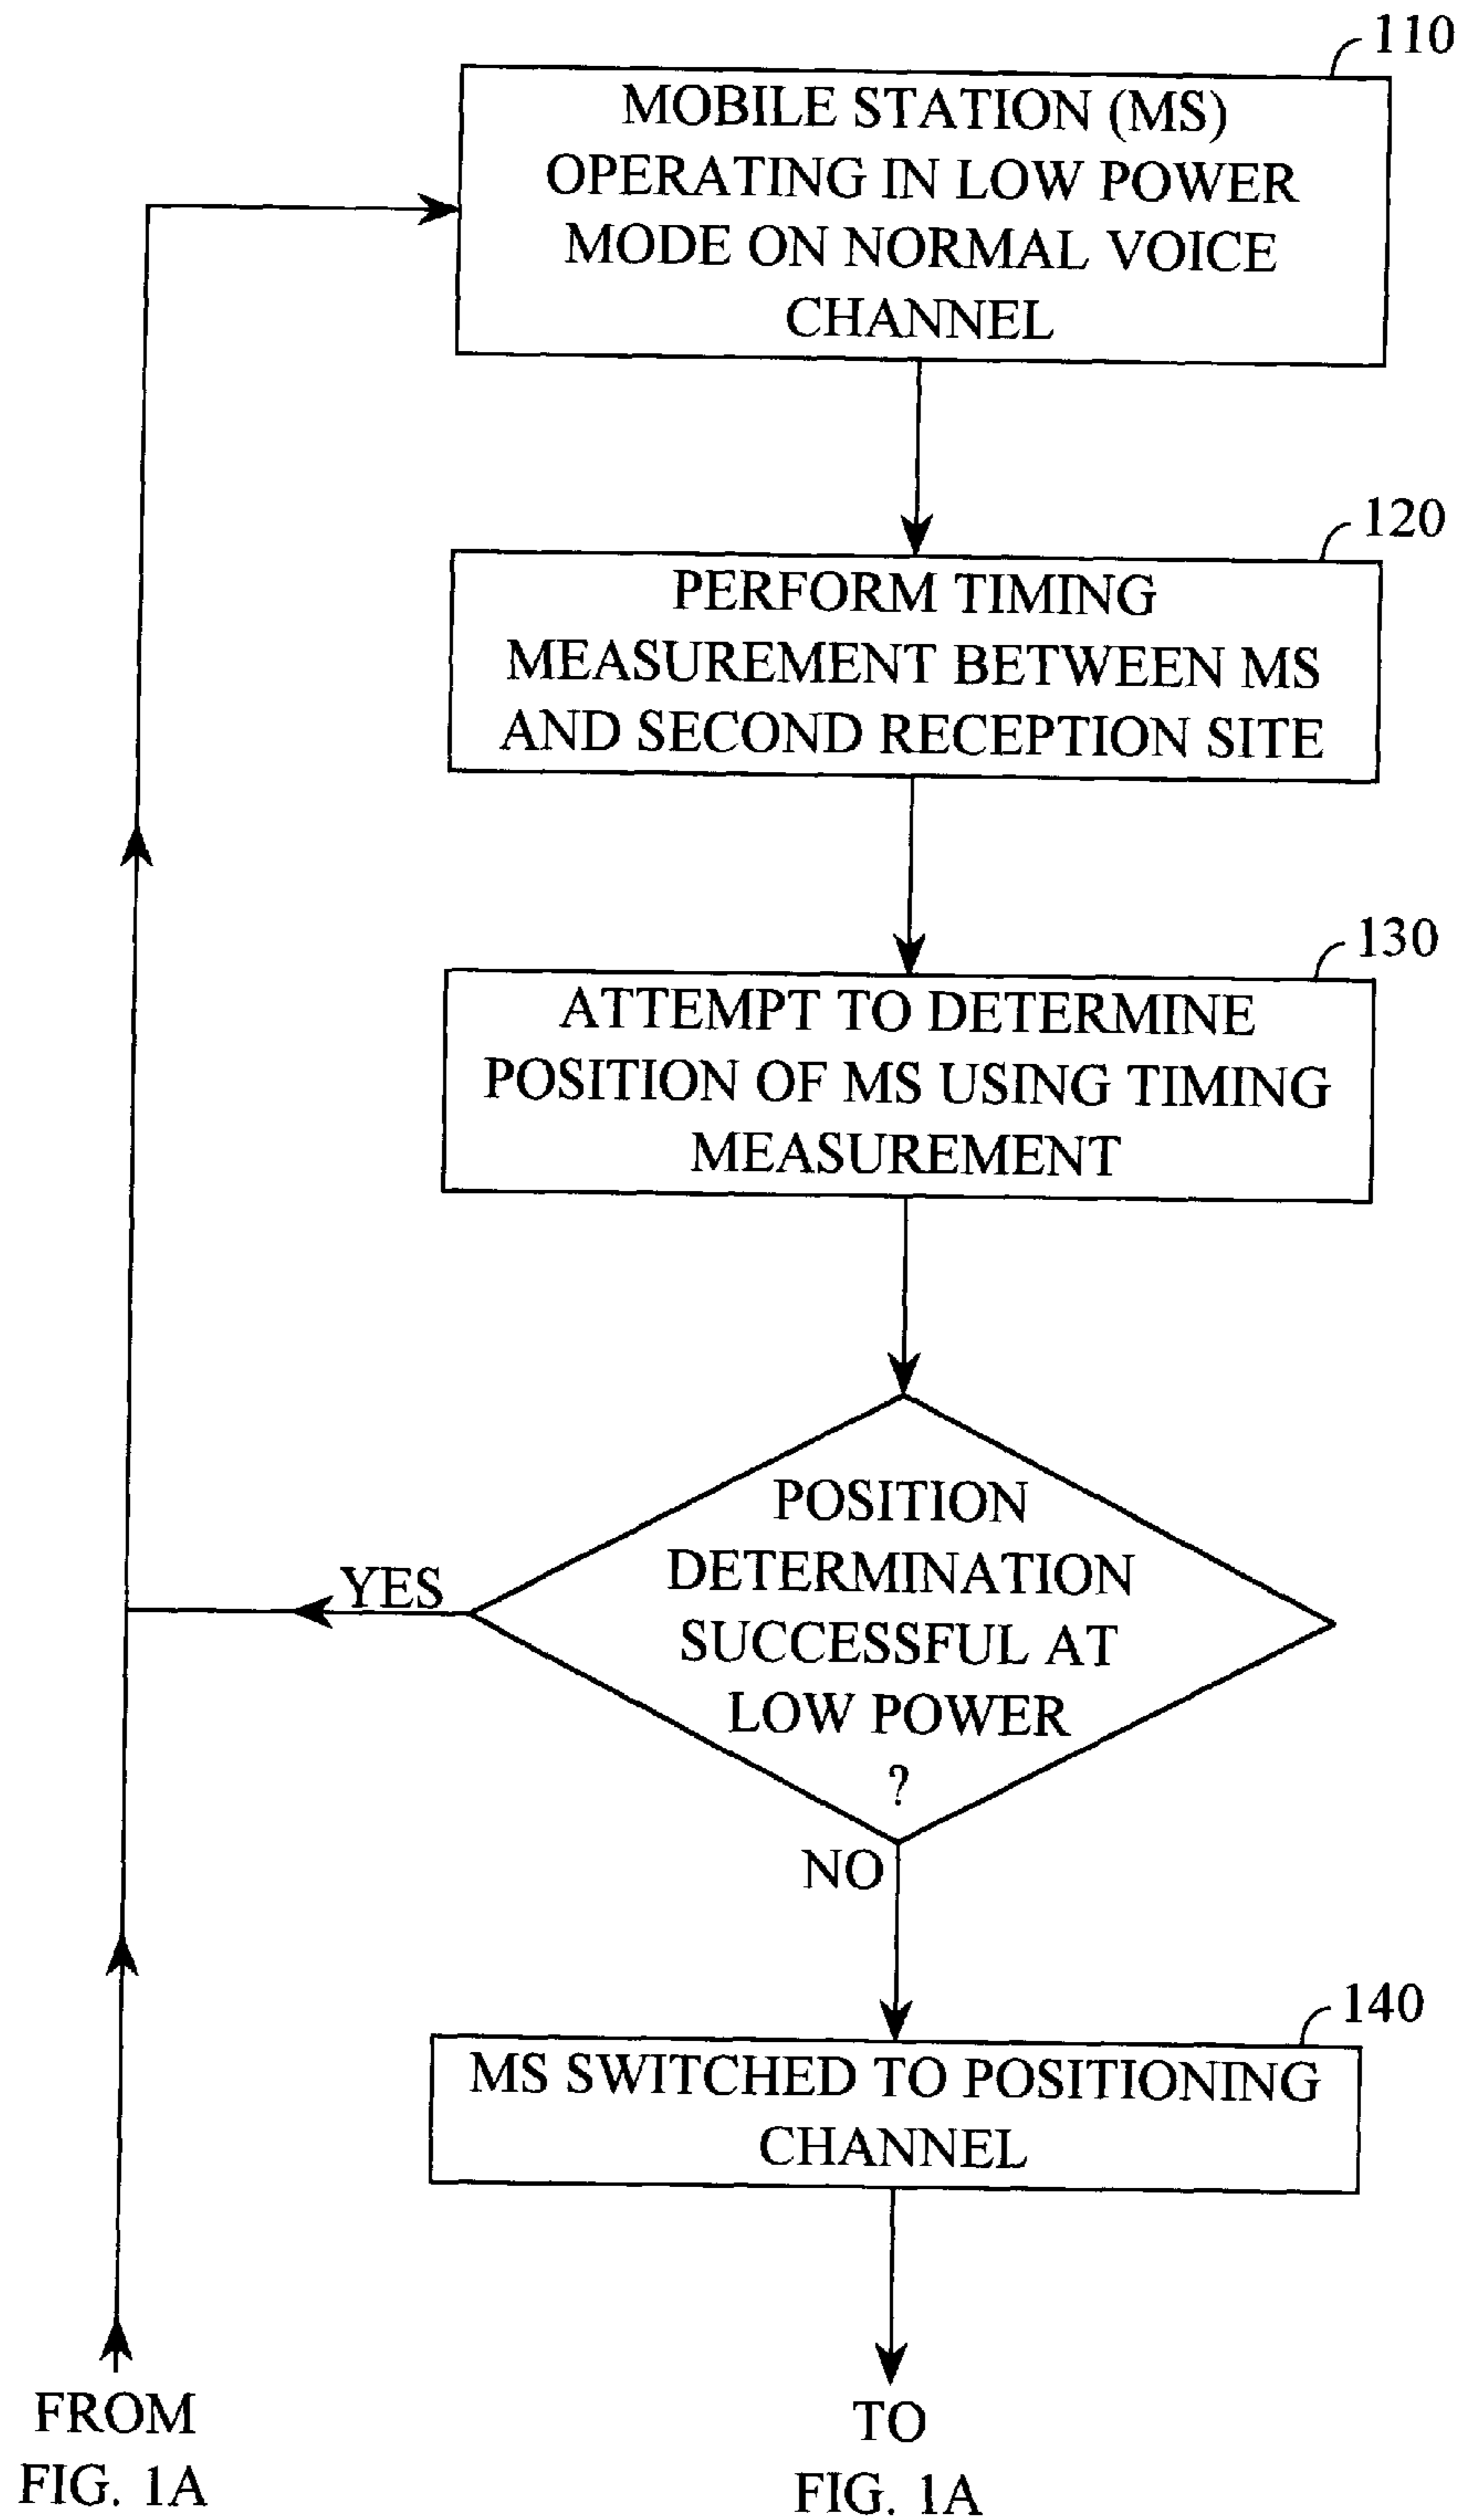 110
MOBILE STATION (MS)
OPERATING IN LOW POWER
MODE ON NORMAL VOICE
CHANNEL
120
PERFORM TIMING
MEASUREMENT BETWEEN MS
AND SECOND RECEPTION SITE
130
ATTEMPT TO DETERMINE
POSITION OF MS USING TIMING
MEASUREMENT
POSITION
DETERMINATION
SUCCESSFUL AT
LOW POWER
?
YES
NO
140
MS SWITCHED TO POSITIONING
CHANNEL
FROM
FIG. 1A
TO
FIG. 1A